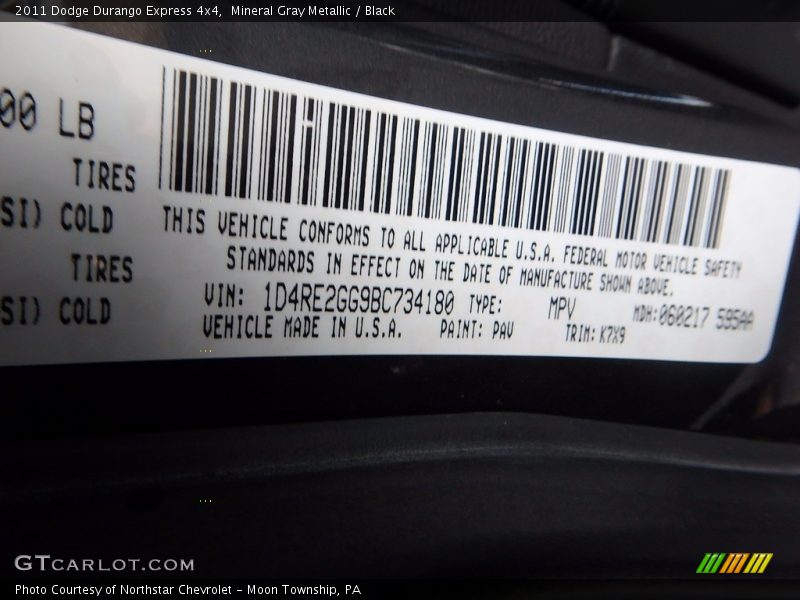 2011 Dodge Durango Express 4x4, Mineral Gray Metallic / Black
00 LB
TIRES
SI) COLD
TIRES
SI) COLD
THIS VEHICLE CONFORMS TO ALL APPLICABLE U.S.A. FEDERAL MOTOR VEHICLE SAFETY
STANDARDS IN EFFECT ON THE DATE OF MANUFACTURE SHOWN ABOVE.
VIN: 1D4RE2GG9BC734180 TYPE: MPV MDH:060217 595AA
VEHICLE MADE IN U.S.A. PAINT: PAV TRIM: K7X9
GTCARLOT.COM
Photo Courtesy of Northstar Chevrolet - Moon Township, PA